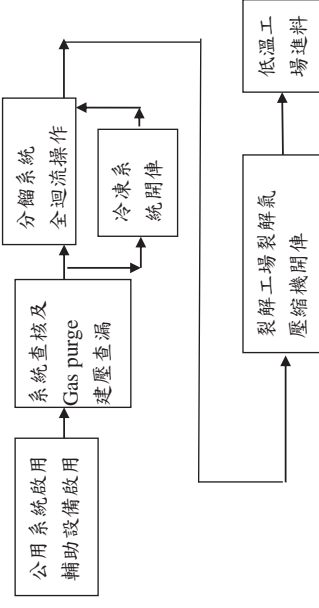 公用系統啟用
輔助設備啟用
系統查核及
Gas purge
建壓查漏
分餾系統
全迴流操作
冷凍系
統開俥
裂解工場裂解氣
壓縮機開俥
低溫工
場進料